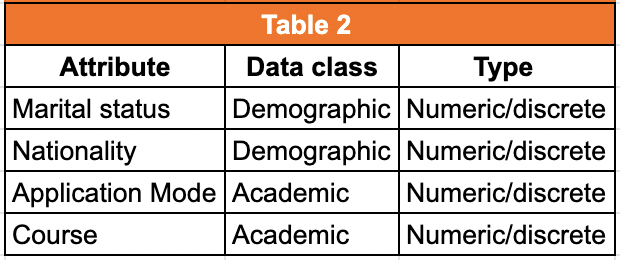 Table 2
Attribute Data class Type
Marital status Demographic Numeric/discrete
Nationality Demographic Numeric/discrete
Application Mode Academic Numeric/discrete
Course Academic Numeric/discrete